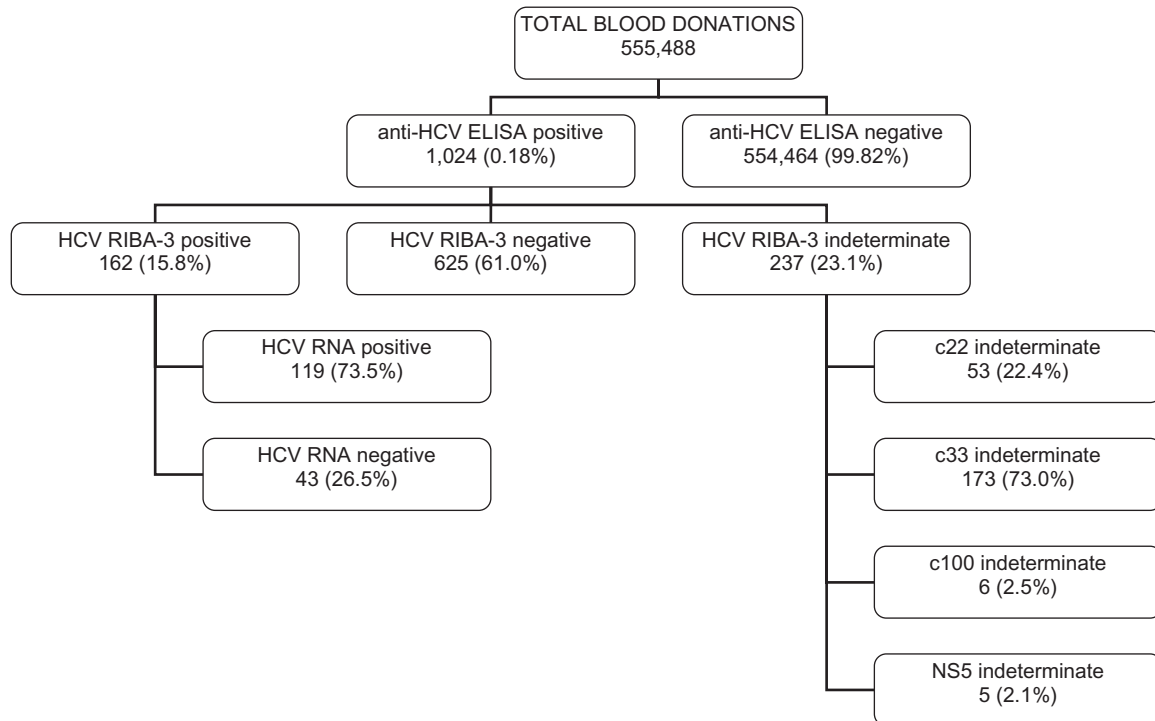 TOTAL BLOOD DONATIONS
555,488
anti-HCV ELISA positive
1,024 (0.18%)
anti-HCV ELISA negative
554,464 (99.82%)
HCV RIBA-3 positive
162 (15.8%)
HCV RIBA-3 negative
625 (61.0%)
HCV RIBA-3 indeterminate
237 (23.1%)
HCV RNA positive
119 (73.5%)
HCV RNA negative
43 (26.5%)
c22 indeterminate
53 (22.4%)
c33 indeterminate
173 (73.0%)
c100 indeterminate
6 (2.5%)
NS5 indeterminate
5 (2.1%)